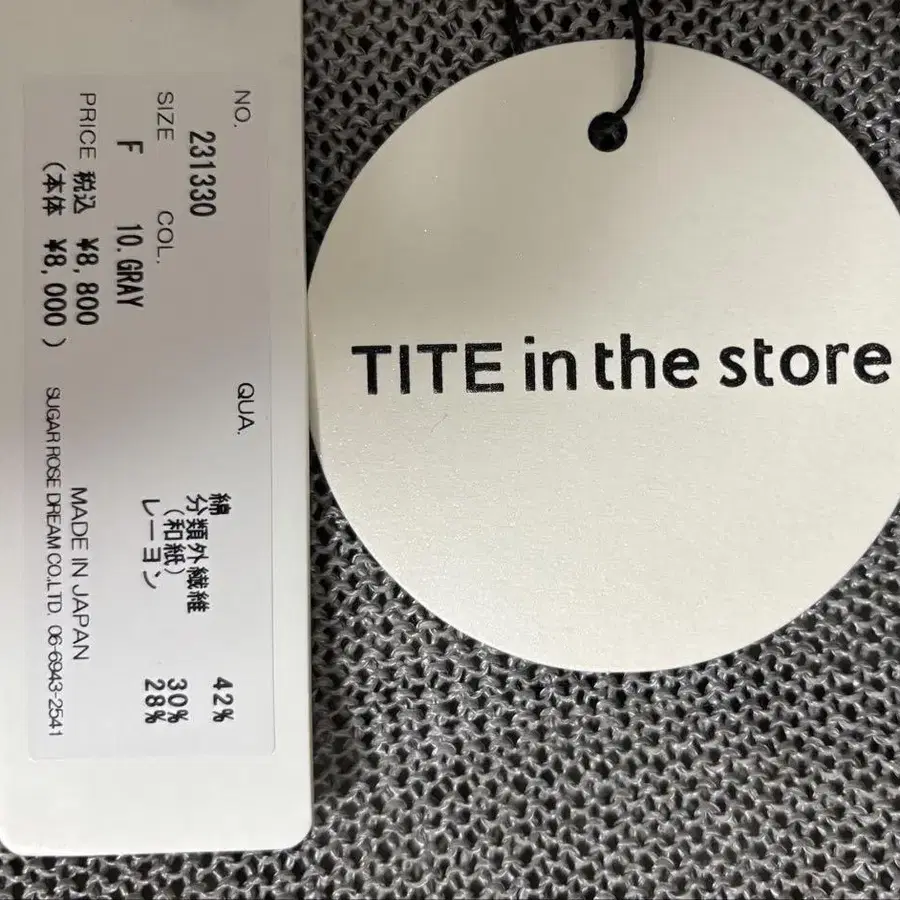 NO. QUA.
231330
SIZE COL.
F 10.GRAY
PRICE 税込 ¥8,800
(本体 ¥8,000)
綿 42%
分類外繊維
(和紙) 30%
レーヨン 28%
MADE IN JAPAN
SUGAR ROSE DREAM CO.,LTD. 06-6943-2541
TITE in the store